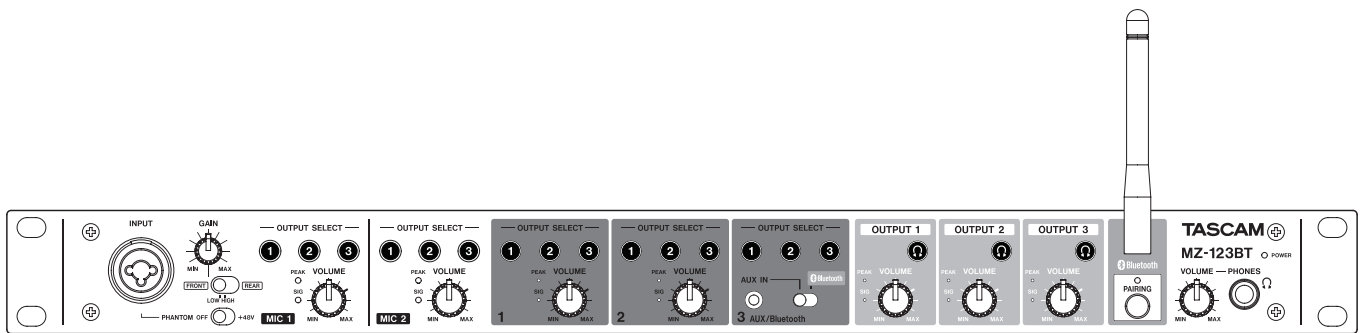 INPUT
GAIN
MIN MAX
FRONT REAR
LOW HIGH
PHANTOM OFF +48V
OUTPUT SELECT
1 2 3
PEAK VOLUME
SIG
MIC 1 MIN MAX
OUTPUT SELECT
1 2 3
PEAK VOLUME
SIG
MIC 2 MIN MAX
OUTPUT SELECT
1 2 3
PEAK VOLUME
SIG
1 MIN MAX
OUTPUT SELECT
1 2 3
PEAK VOLUME
SIG
2 MIN MAX
OUTPUT SELECT
1 2 3
AUX IN Bluetooth
3 AUX/Bluetooth
OUTPUT 1
PEAK VOLUME
SIG
MIN MAX
OUTPUT 2
PEAK VOLUME
SIG
MIN MAX
OUTPUT 3
PEAK VOLUME
SIG
MIN MAX
Bluetooth
PAIRING
TASCAM
MZ-123BT POWER
VOLUME PHONES
MIN MAX